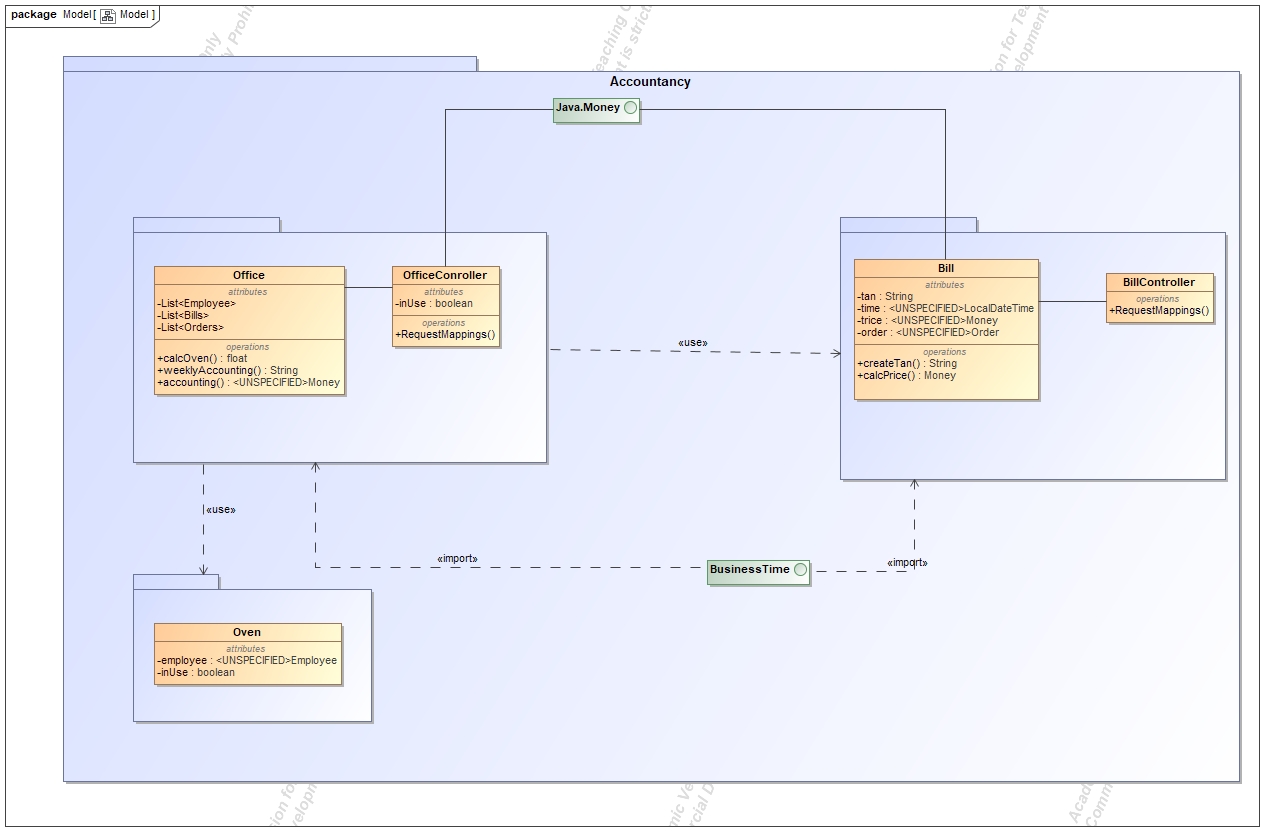 package Model [ Model ]
Accountancy
Java.Money
Office
attributes
-List<Employee>
-List<Bills>
-List<Orders>
operations
+calcOven() : float
+weeklyAccounting() : String
+accounting() : <UNSPECIFIED>Money
OfficeConroller
attributes
-inUse : boolean
operations
+RequestMappings()
«use»
Bill
attributes
-tan : String
-time : <UNSPECIFIED>LocalDateTime
-trice : <UNSPECIFIED>Money
-order : <UNSPECIFIED>Order
operations
+createTan() : String
+calcPrice() : Money
BillController
operations
+RequestMappings()
«use»
«import»
BusinessTime
«import»
Oven
attributes
-employee : <UNSPECIFIED>Employee
-inUse : boolean